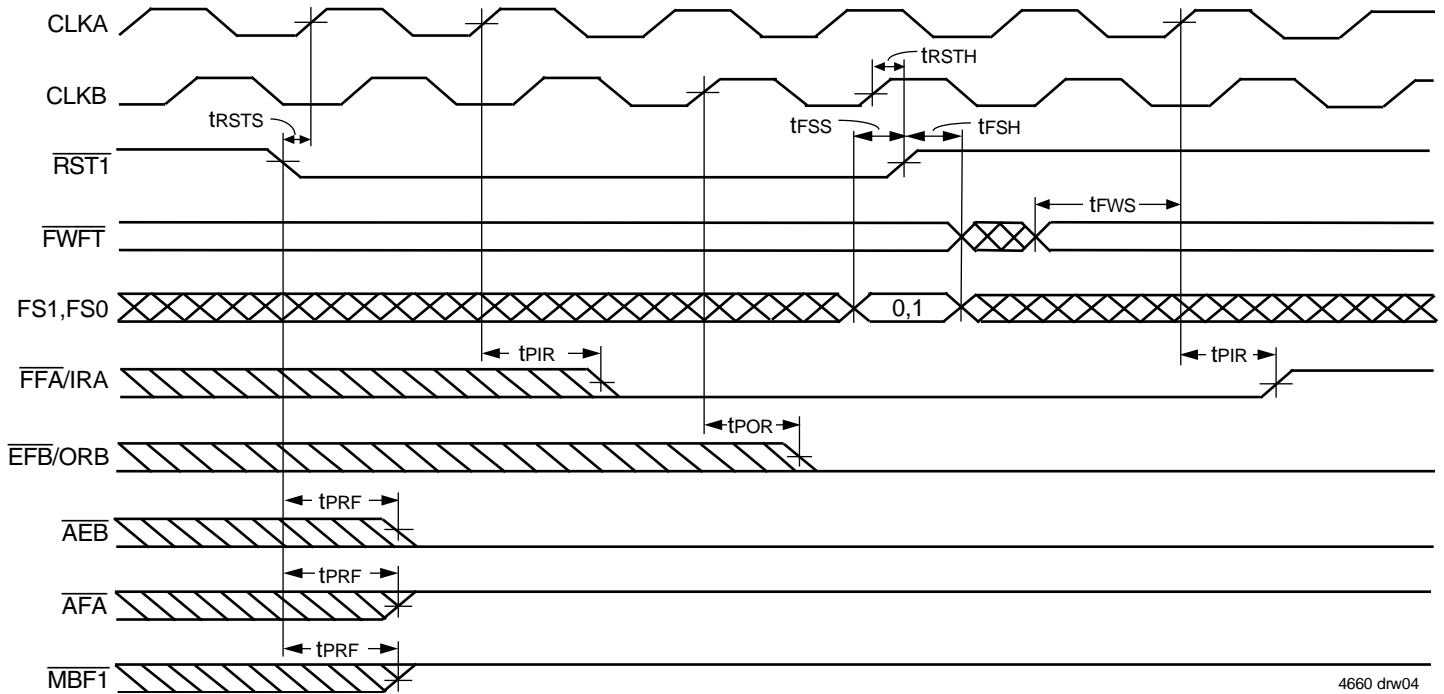 CLKA
tRSTH
CLKB
tRSTS
tFSS
tFSH
RST1
tFWS
FWFT
FS1,FS0
0,1
tPIR
tPIR
FFA/IRA
tPOR
EFB/ORB
tPRF
AEB
tPRF
AFA
tPRF
MBF1
4660 drw04